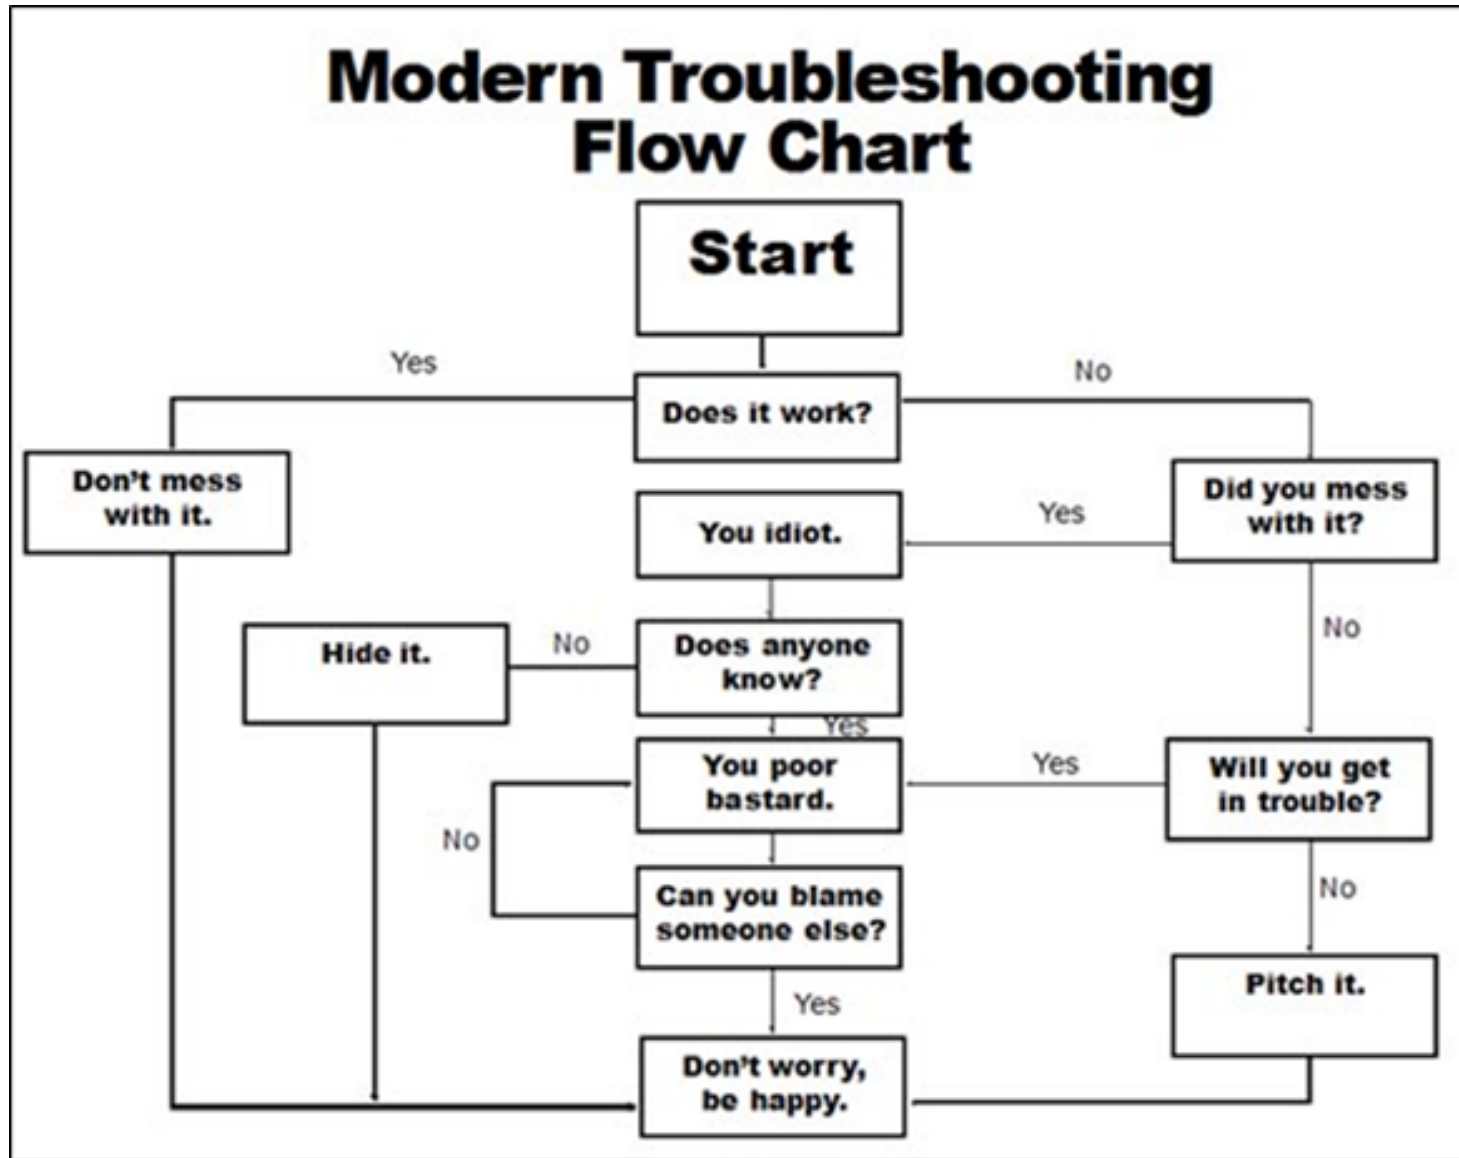 Modern Troubleshooting
Flow Chart
Start
Yes
No
Does it work?
Don't mess
with it.
Did you mess
with it?
Yes
You idiot.
No
Hide it.
No
Does anyone
know?
Yes
You poor
bastard.
Yes
Will you get
in trouble?
No
No
Can you blame
someone else?
Yes
Pitch it.
Don't worry,
be happy.